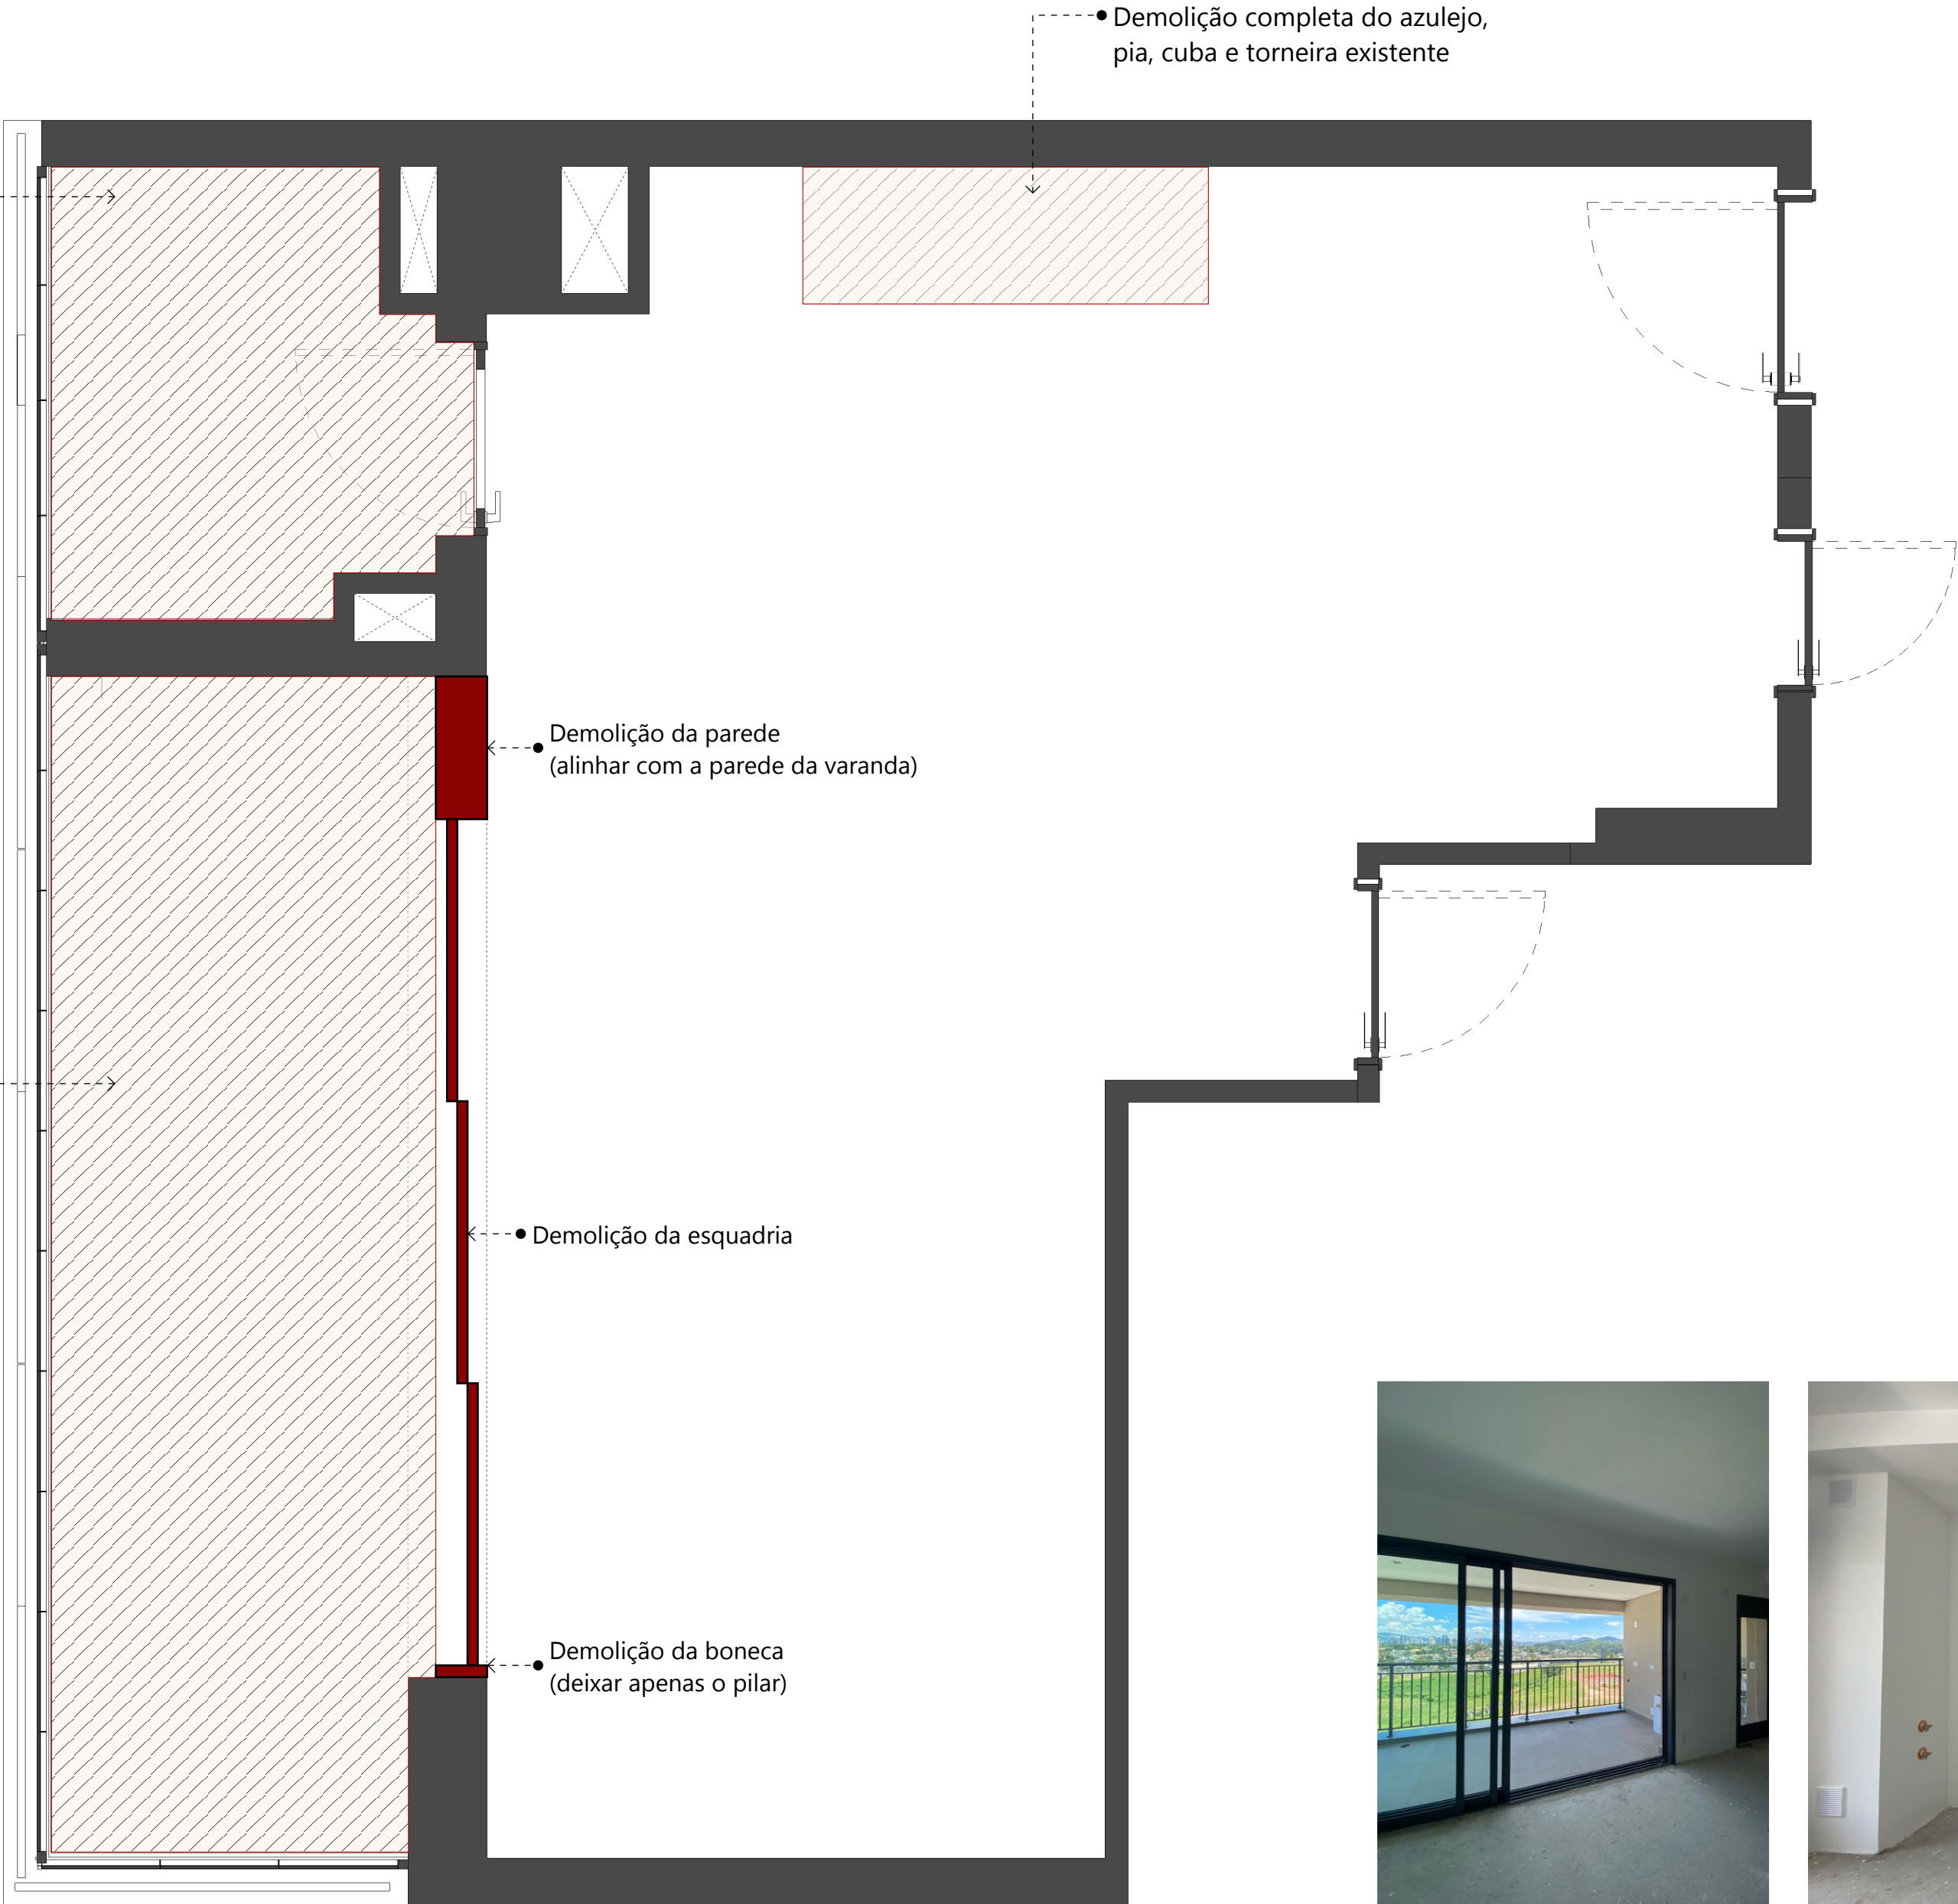 Demolição completa do azulejo,
pia, cuba e torneira existente
Demolição da parede
(alinhar com a parede da varanda)
Demolição da esquadria
Demolição da boneca
(deixar apenas o pilar)